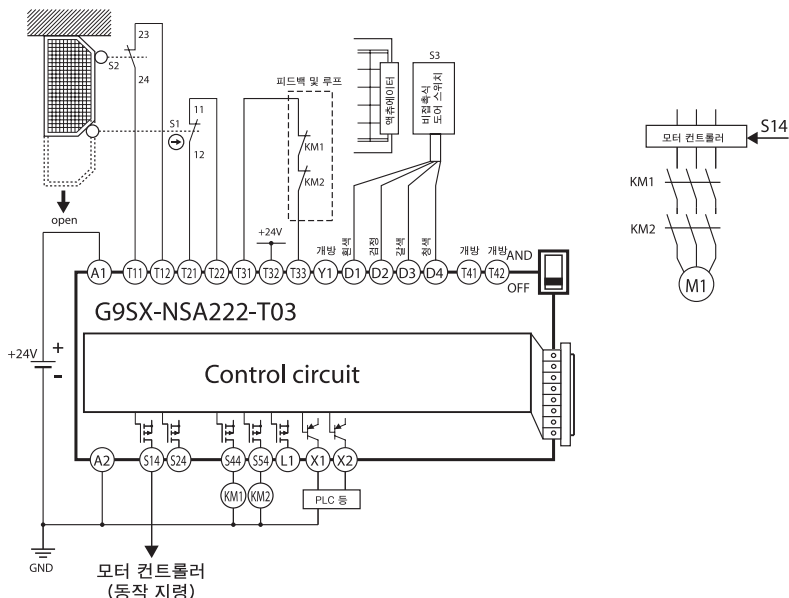 23
S2
24
11
S1
12
open
피드백 및 루프
KM1
KM2
액츄에이터
S3
비접촉식
도어 스위치
모터 컨트롤러
S14
KM1
KM2
M1
+24V
개방
흰색
검정
갈색
청색
개방
개방
AND
OFF
A1
T11
T12
T21
T22
T31
T32
T33
Y1
D1
D2
D3
D4
T41
T42
G9SX-NSA222-T03
Control circuit
+24V
+
-
A2
S14
S24
S44
S54
L1
X1
X2
KM1
KM2
PLC 등
GND
모터 컨트롤러
(동작 지령)